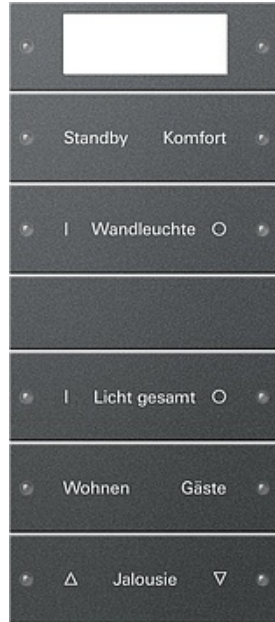 Standby Komfort
I Wandleuchte O
I Licht gesamt O
Wohnen Gäste
△ Jalousie ▽